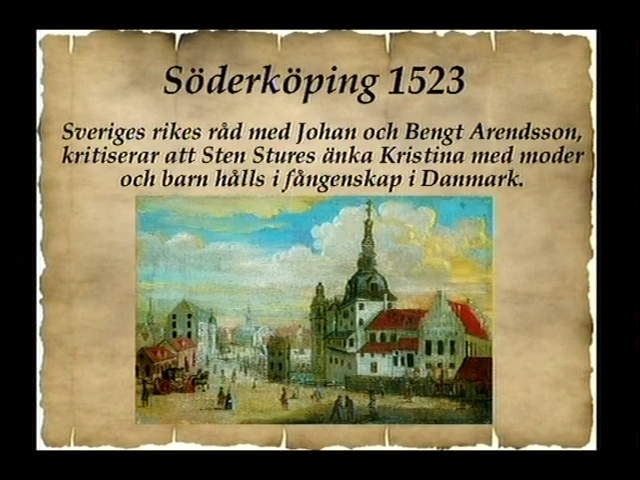 Söderköping 1523
Sveriges rikes råd med Johan och Bengt Arendsson,
kritiserar att Sten Stures änka Kristina med moder
och barn hålls i fångenskap i Danmark.